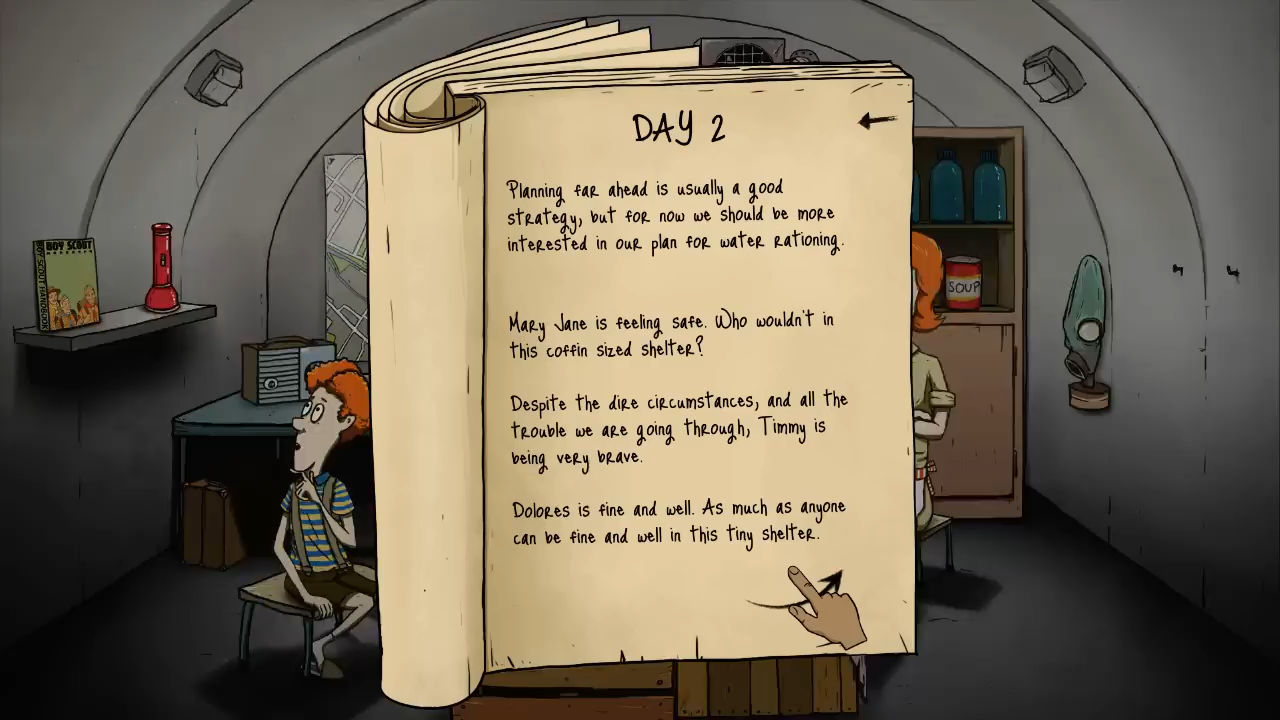 DAY 2
Planning far ahead is usually a good
strategy, but for now we should be more
interested in our plan for water rationing.
Mary Jane is feeling safe. Who wouldn't in
this coffin sized shelter?
Despite the dire circumstances, and all the
trouble we are going through, Timmy is
being very brave.
Dolores is fine and well. As much as anyone
can be fine and well in this tiny shelter.
BOY SCOUT
BOY SCOUT HANDBOOK
SOUP